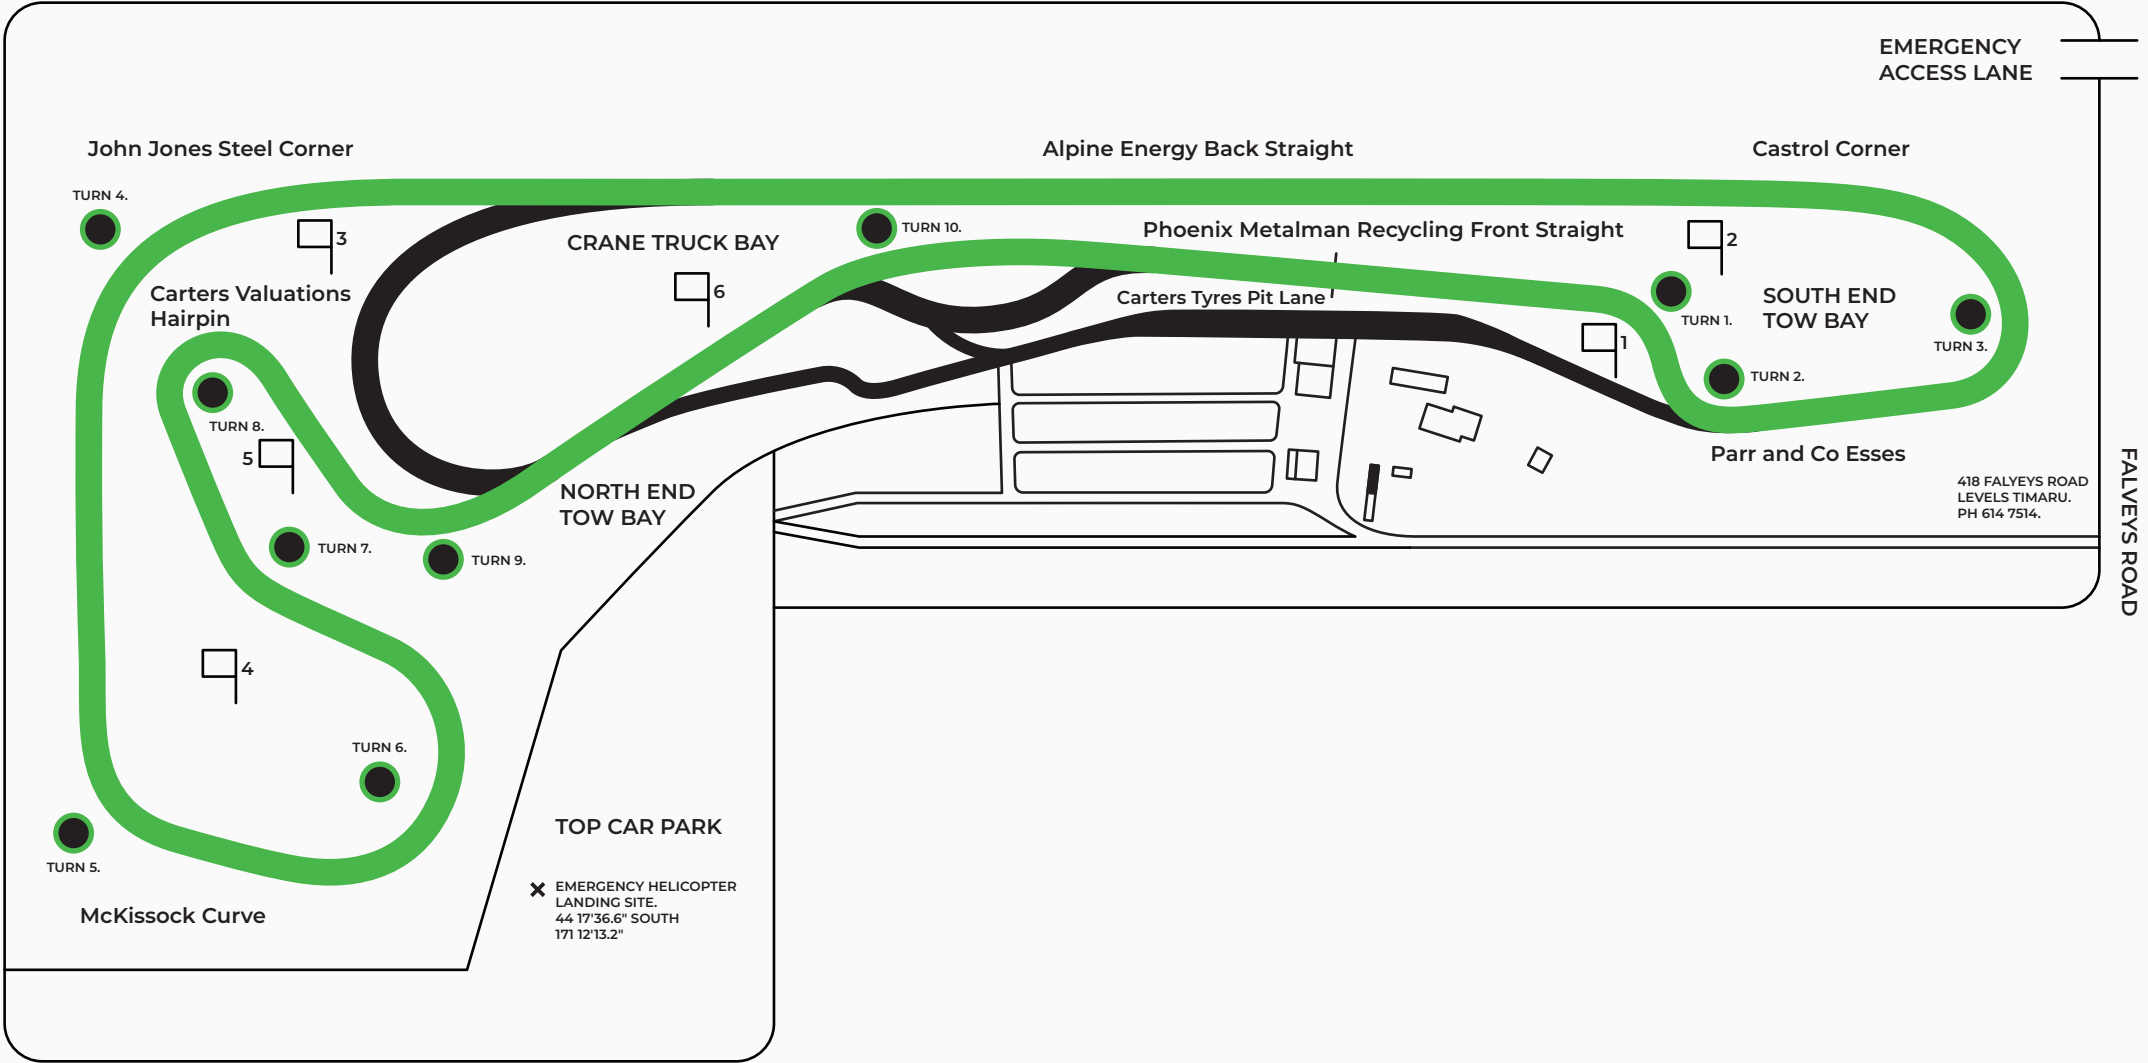 EMERGENCY
ACCESS LANE
John Jones Steel Corner
Alpine Energy Back Straight
Castrol Corner
TURN 4.
3
CRANE TRUCK BAY
TURN 10.
Phoenix Metalman Recycling Front Straight
2
Carters Valuations
Hairpin
6
Carters Tyres Pit Lane
SOUTH END
TOW BAY
TURN 1.
1
TURN 3.
TURN 2.
TURN 8.
5
Parr and Co Esses
418 FALYEYS ROAD
LEVELS TIMARU.
PH 614 7514.
FALVEYS ROAD
NORTH END
TOW BAY
TURN 7.
TURN 9.
4
TURN 6.
TOP CAR PARK
TURN 5.
EMERGENCY HELICOPTER
LANDING SITE.
44 17'36.6" SOUTH
171 12'13.2"
McKissock Curve